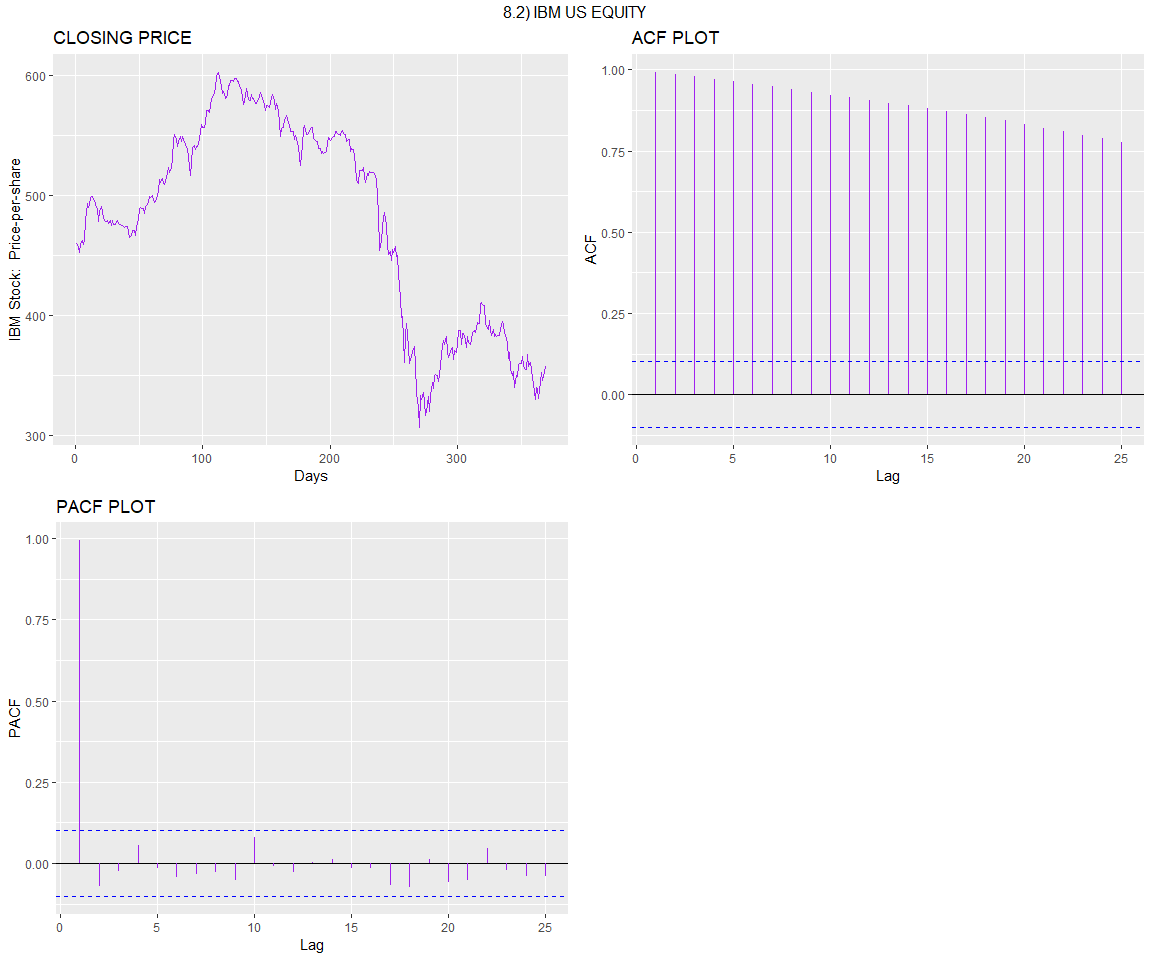 8.2) IBM US EQUITY
CLOSING PRICE
600
500
400
300
IBM Stock: Price-per-share
0 100 200 300
Days
ACF PLOT
1.00
0.75
0.50
0.25
0.00
ACF
0 5 10 15 20 25
Lag
PACF PLOT
1.00
0.75
0.50
0.25
0.00
PACF
0 5 10 15 20 25
Lag